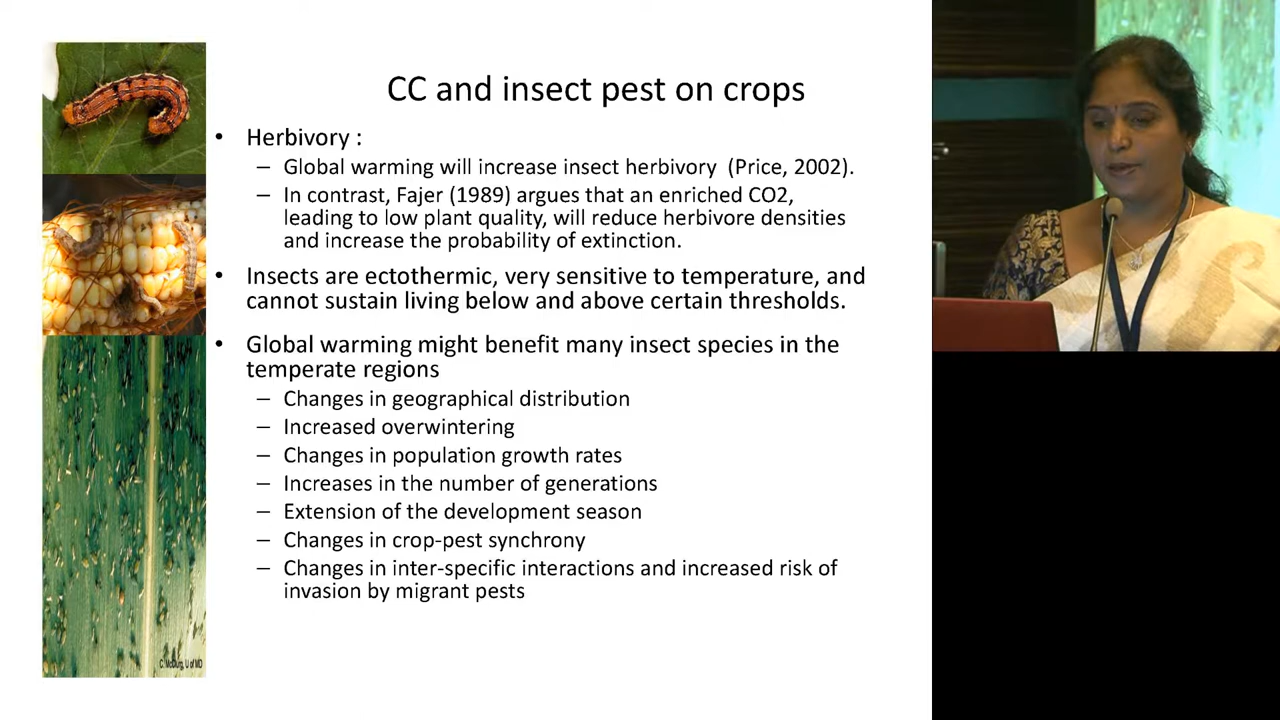 CC and insect pest on crops
• Herbivory :
– Global warming will increase insect herbivory (Price, 2002).
– In contrast, Fajer (1989) argues that an enriched CO2,
leading to low plant quality, will reduce herbivore densities
and increase the probability of extinction.
• Insects are ectothermic, very sensitive to temperature, and
cannot sustain living below and above certain thresholds.
• Global warming might benefit many insect species in the
temperate regions
– Changes in geographical distribution
– Increased overwintering
– Changes in population growth rates
– Increases in the number of generations
– Extension of the development season
– Changes in crop-pest synchrony
– Changes in inter-specific interactions and increased risk of
invasion by migrant pests
C. McClurg, U of MD